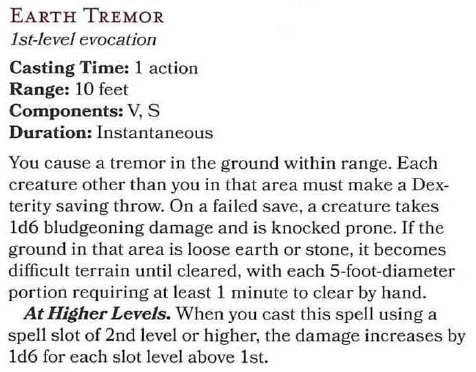 EARTH TREMOR
1st-level evocation
Casting Time: 1 action
Range: 10 feet
Components: V, S
Duration: Instantaneous
You cause a tremor in the ground within range. Each
creature other than you in that area must make a Dex-
terity saving throw. On a failed save, a creature takes
1d6 bludgeoning damage and is knocked prone. If the
ground in that area is loose earth or stone, it becomes
difficult terrain until cleared, with each 5-foot-diameter
portion requiring at least 1 minute to clear by hand.
At Higher Levels. When you cast this spell using a
spell slot of 2nd level or higher, the damage increases by
1d6 for each slot level above 1st.